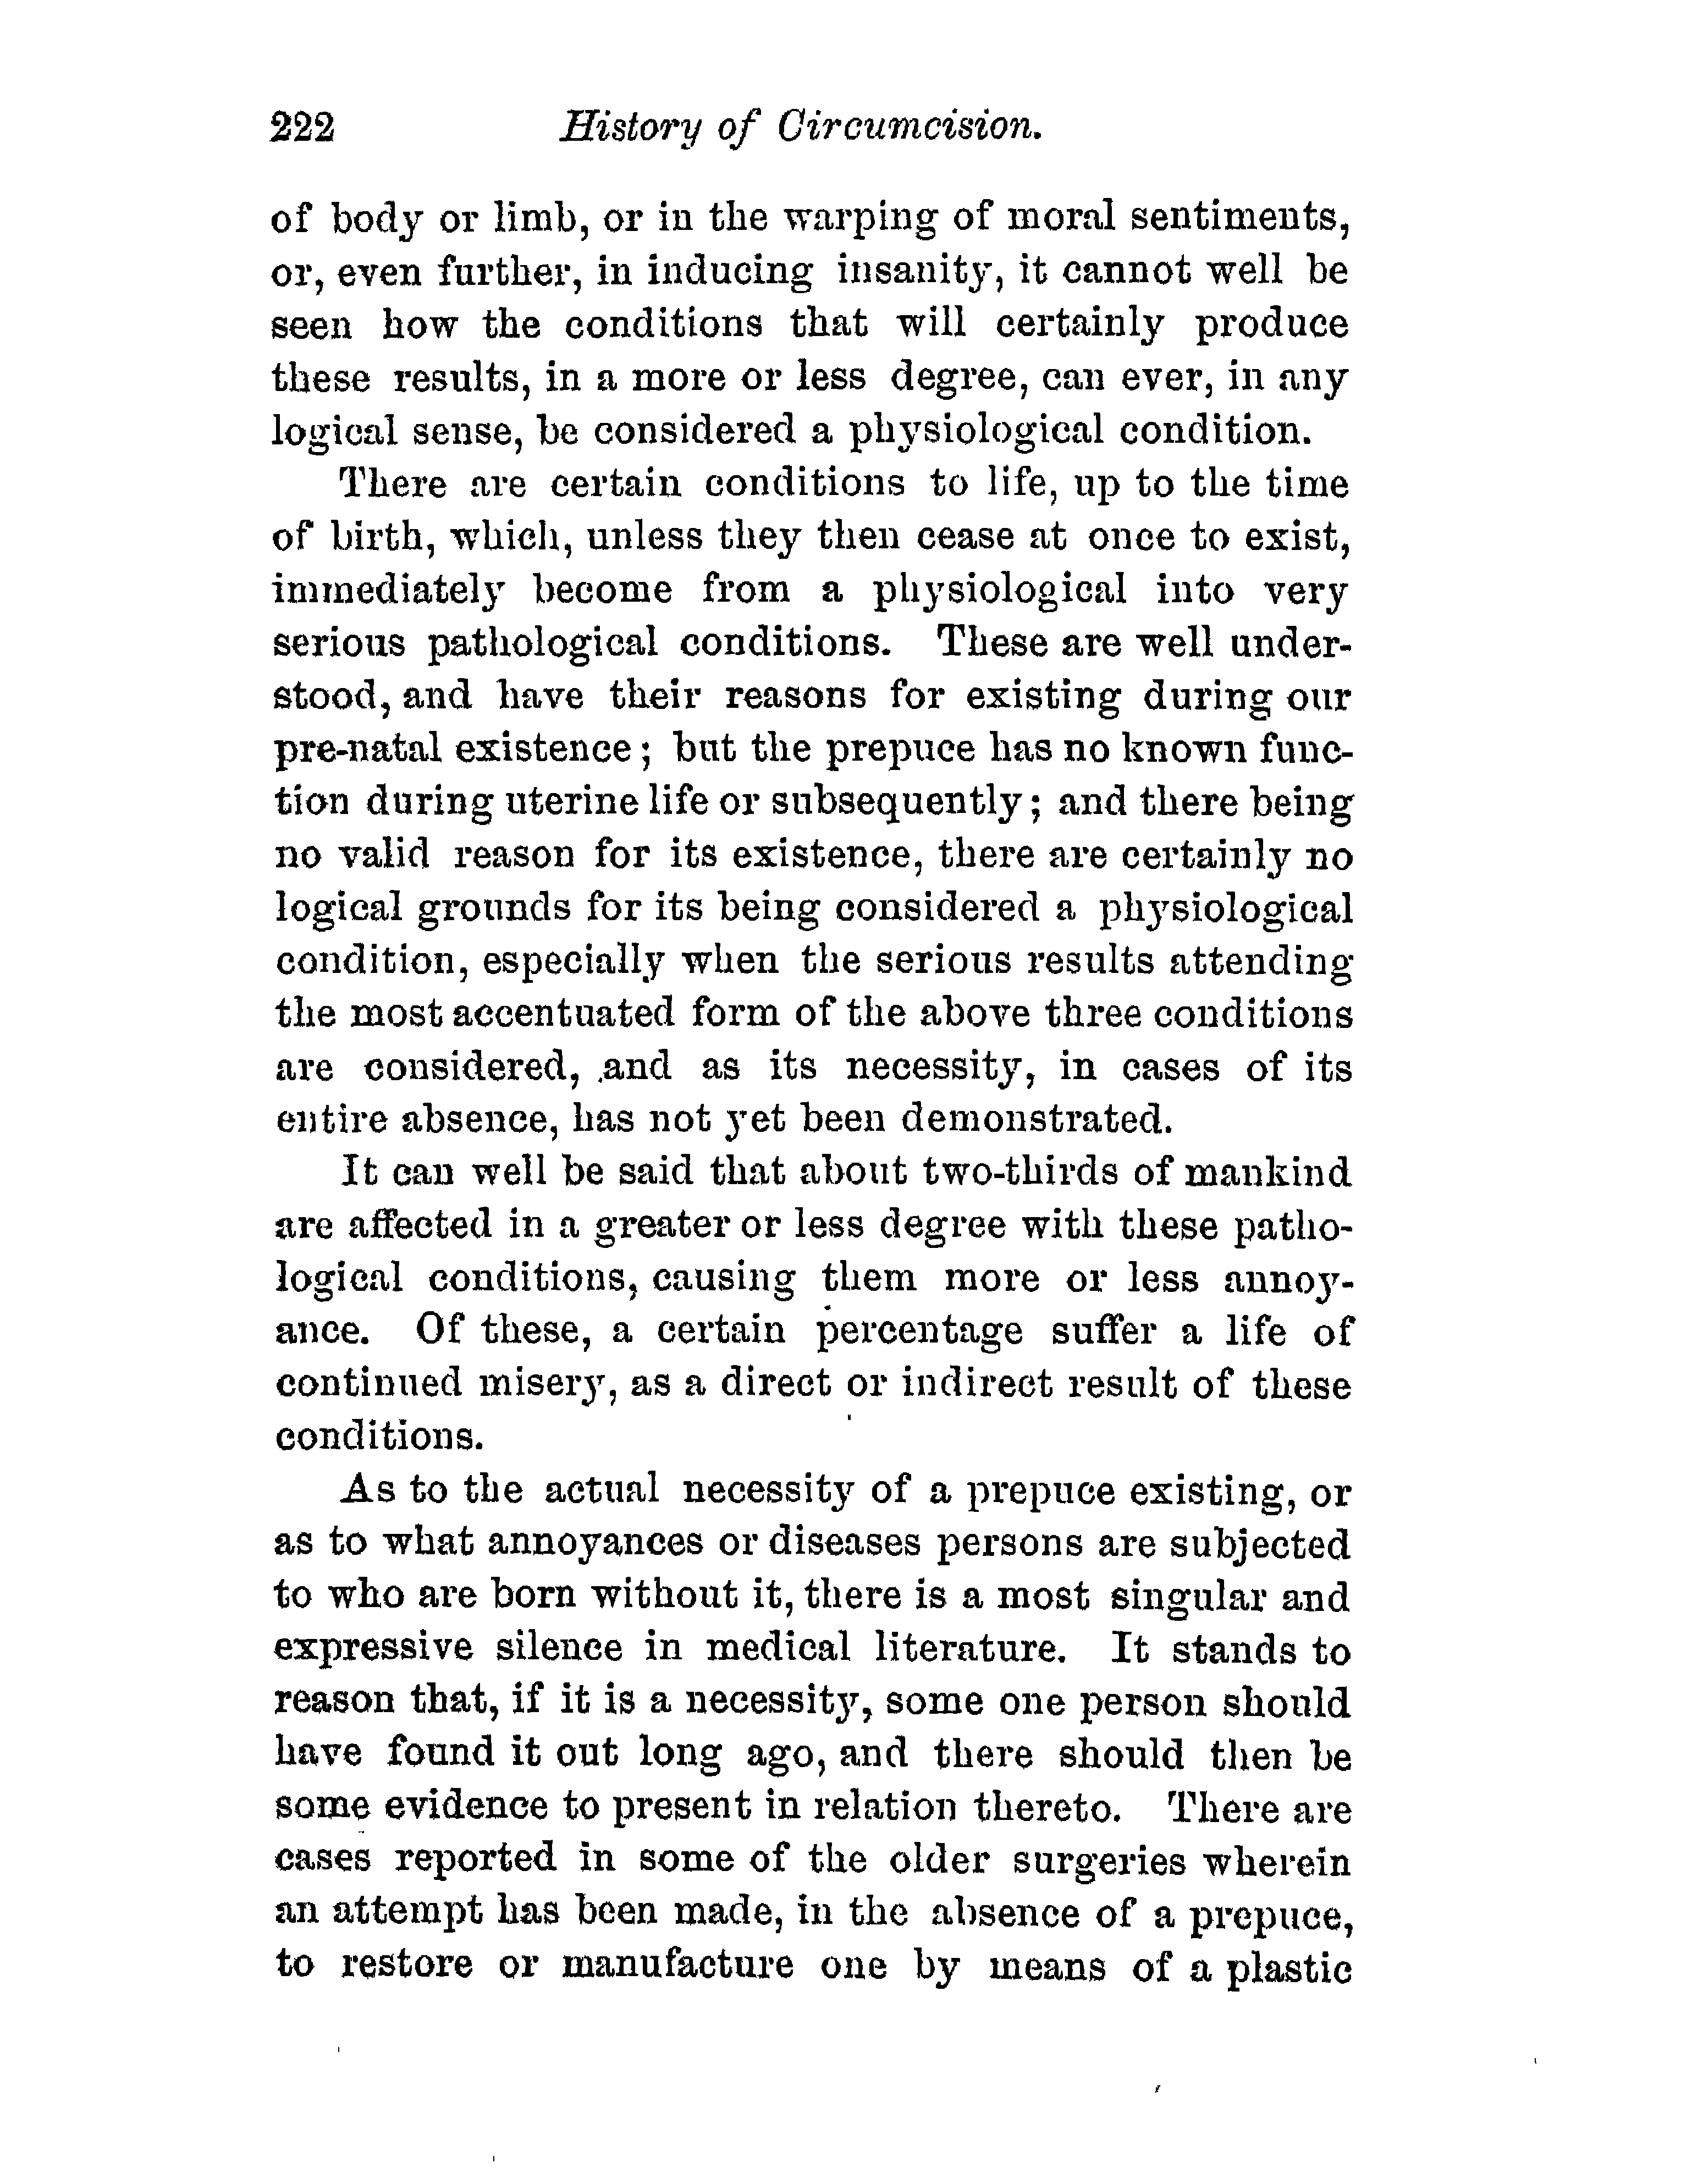 222 History of Circumcision.
of body or limb, or in the warping of moral sentiments,
or, even further, in inducing insanity, it cannot well be
seen how the conditions that will certainly produce
these results, in a more or less degree, can ever, in any
logical sense, be considered a physiological condition.
There are certain conditions to life, up to the time
of birth, which, unless they then cease at once to exist,
immediately become from a physiological into very
serious pathological conditions. These are well under-
stood, and have their reasons for existing during our
pre-natal existence; but the prepuce has no known func-
tion during uterine life or subsequently; and there being
no valid reason for its existence, there are certainly no
logical grounds for its being considered a physiological
condition, especially when the serious results attending
the most accentuated form of the above three conditions
are considered, and as its necessity, in cases of its
entire absence, has not yet been demonstrated.
It can well be said that about two-thirds of mankind
are affected in a greater or less degree with these patho-
logical conditions, causing them more or less annoy-
ance. Of these, a certain percentage suffer a life of
continued misery, as a direct or indirect result of these
conditions.
As to the actual necessity of a prepuce existing, or
as to what annoyances or diseases persons are subjected
to who are born without it, there is a most singular and
expressive silence in medical literature. It stands to
reason that, if it is a necessity, some one person should
have found it out long ago, and there should then be
some evidence to present in relation thereto. There are
cases reported in some of the older surgeries wherein
an attempt has been made, in the absence of a prepuce,
to restore or manufacture one by means of a plastic